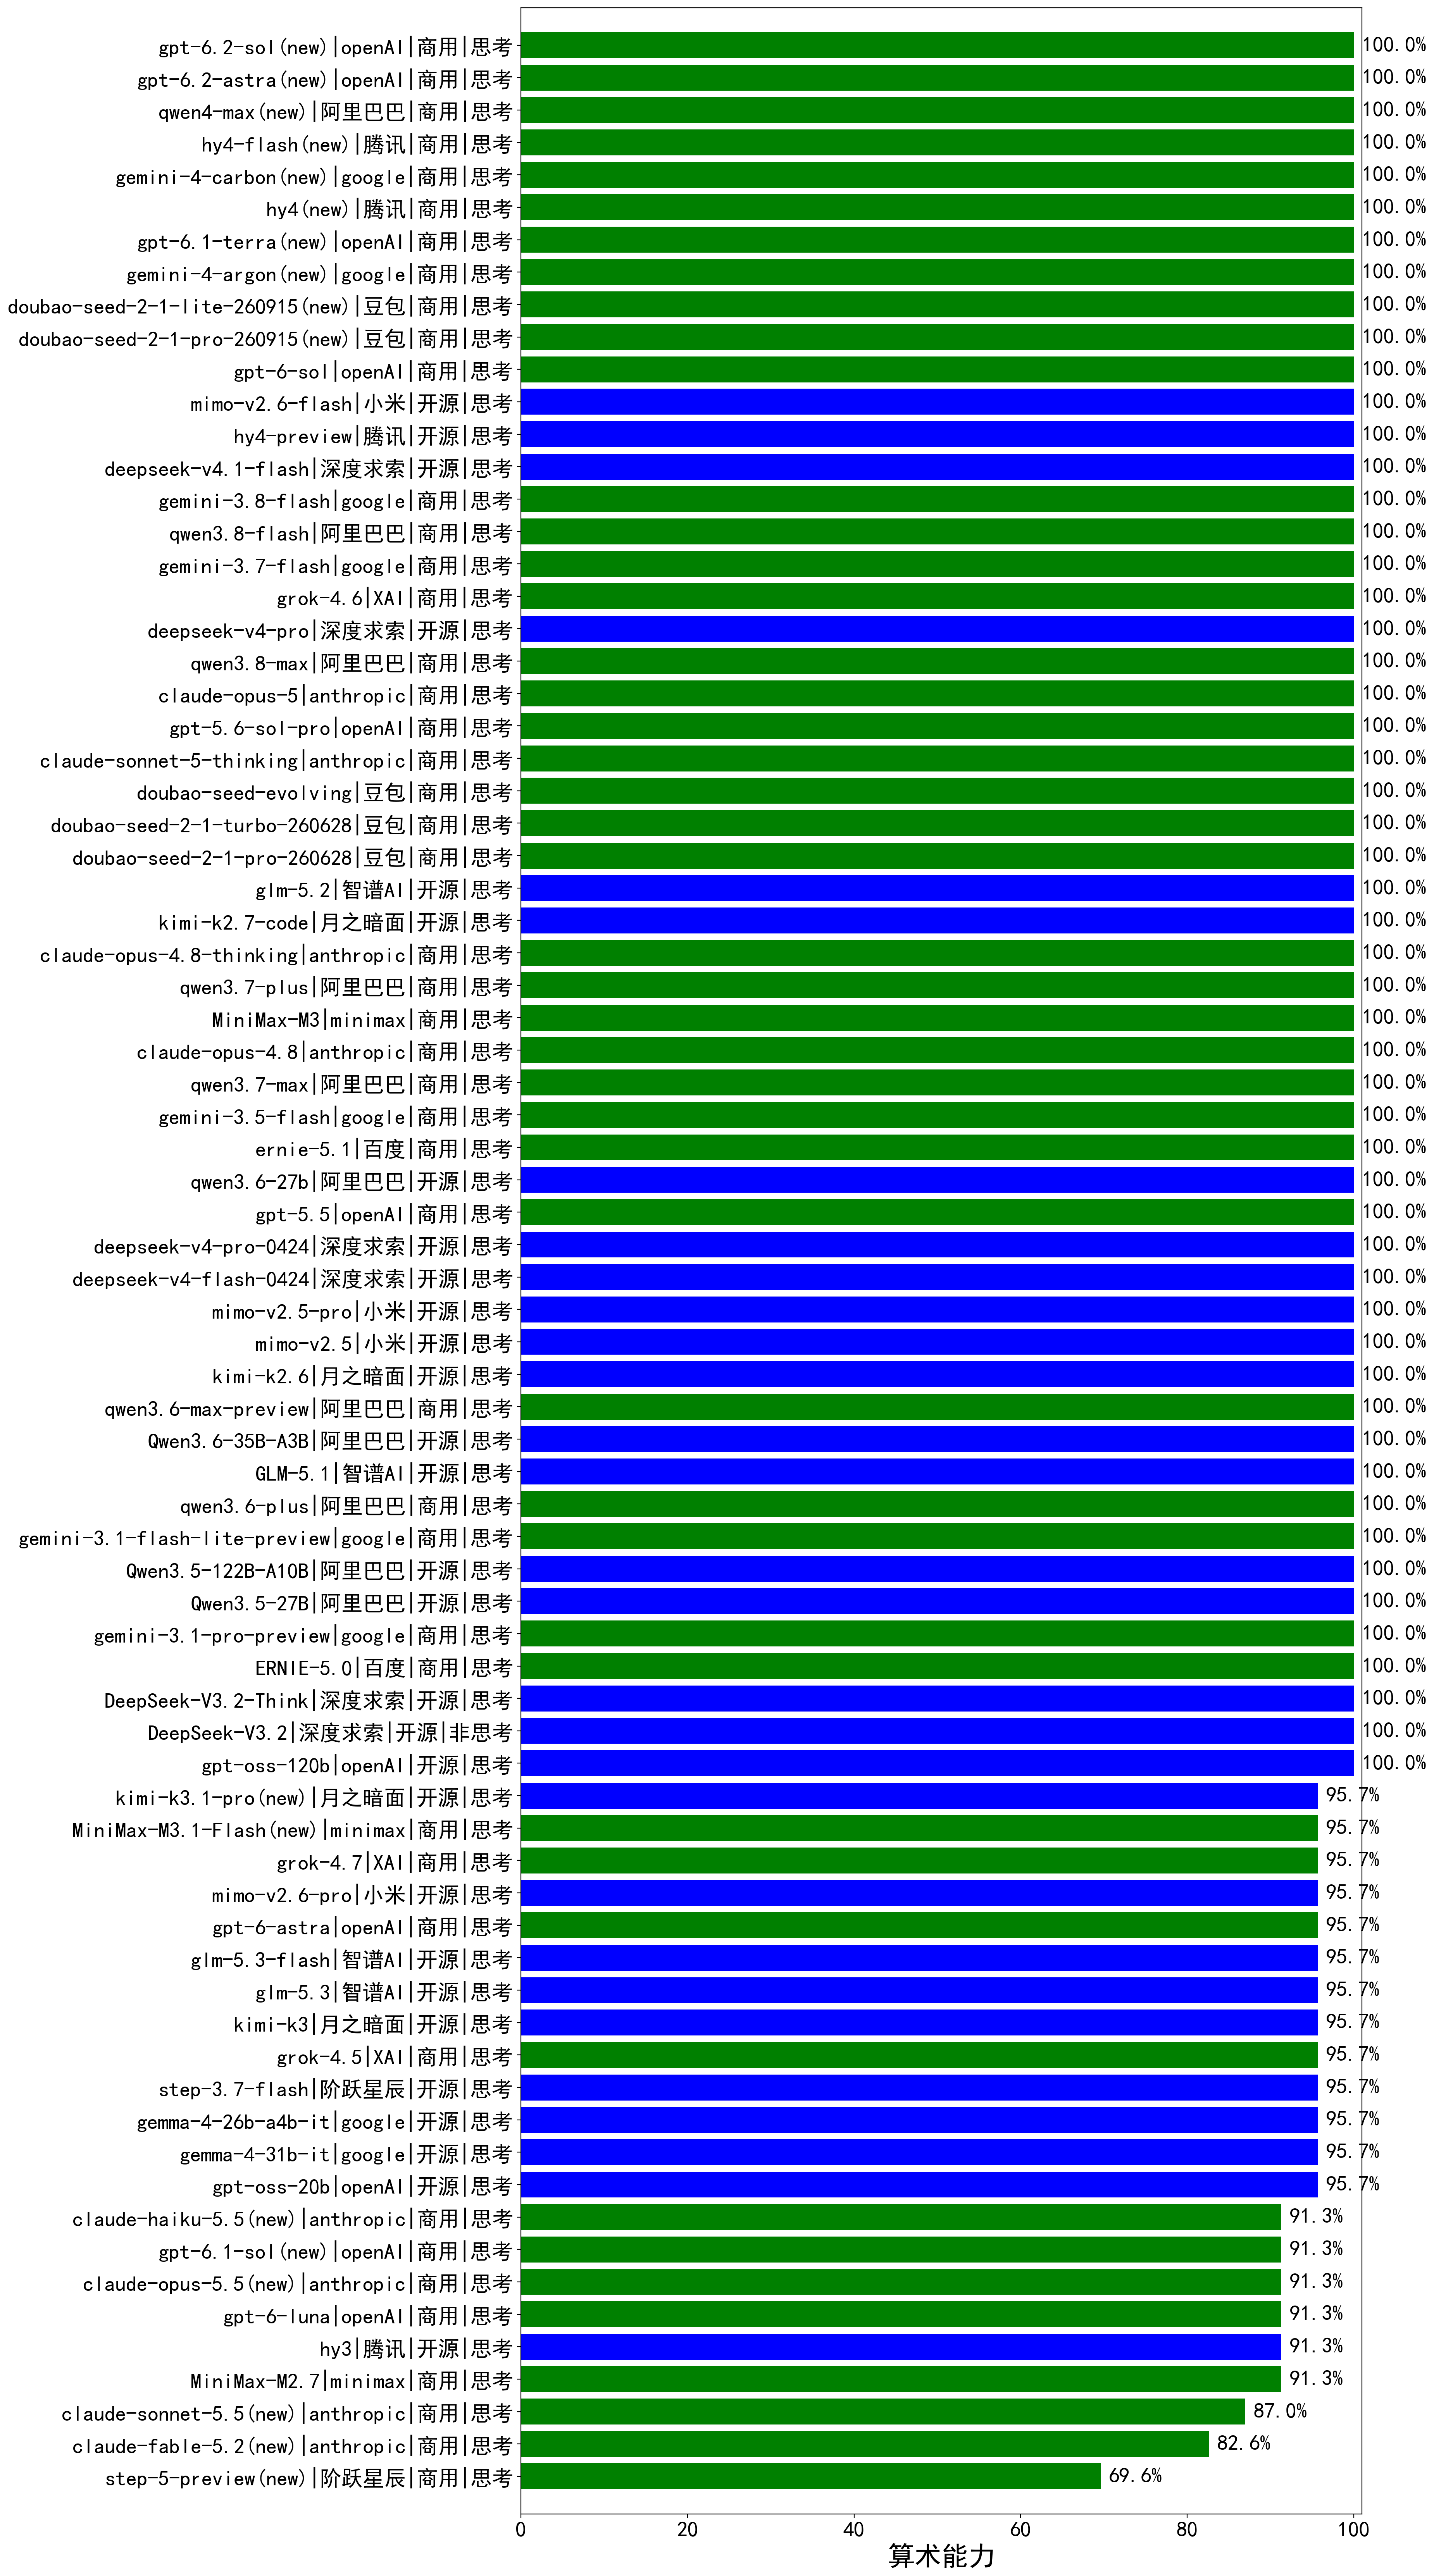 gpt-6.2-sol(new)|openAI|商用|思考 100.0%
gpt-6.2-astra(new)|openAI|商用|思考 100.0%
qwen4-max(new)|阿里巴巴|商用|思考 100.0%
hy4-flash(new)|腾讯|商用|思考 100.0%
gemini-4-carbon(new)|google|商用|思考 100.0%
hy4(new)|腾讯|商用|思考 100.0%
gpt-6.1-terra(new)|openAI|商用|思考 100.0%
gemini-4-argon(new)|google|商用|思考 100.0%
doubao-seed-2-1-lite-260915(new)|豆包|商用|思考 100.0%
doubao-seed-2-1-pro-260915(new)|豆包|商用|思考 100.0%
gpt-6-sol|openAI|商用|思考 100.0%
mimo-v2.6-flash|小米|开源|思考 100.0%
hy4-preview|腾讯|开源|思考 100.0%
deepseek-v4.1-flash|深度求索|开源|思考 100.0%
gemini-3.8-flash|google|商用|思考 100.0%
qwen3.8-flash|阿里巴巴|商用|思考 100.0%
gemini-3.7-flash|google|商用|思考 100.0%
grok-4.6|XAI|商用|思考 100.0%
deepseek-v4-pro|深度求索|开源|思考 100.0%
qwen3.8-max|阿里巴巴|商用|思考 100.0%
claude-opus-5|anthropic|商用|思考 100.0%
gpt-5.6-sol-pro|openAI|商用|思考 100.0%
claude-sonnet-5-thinking|anthropic|商用|思考 100.0%
doubao-seed-evolving|豆包|商用|思考 100.0%
doubao-seed-2-1-turbo-260628|豆包|商用|思考 100.0%
doubao-seed-2-1-pro-260628|豆包|商用|思考 100.0%
glm-5.2|智谱AI|开源|思考 100.0%
kimi-k2.7-code|月之暗面|开源|思考 100.0%
claude-opus-4.8-thinking|anthropic|商用|思考 100.0%
qwen3.7-plus|阿里巴巴|商用|思考 100.0%
MiniMax-M3|minimax|商用|思考 100.0%
claude-opus-4.8|anthropic|商用|思考 100.0%
qwen3.7-max|阿里巴巴|商用|思考 100.0%
gemini-3.5-flash|google|商用|思考 100.0%
ernie-5.1|百度|商用|思考 100.0%
qwen3.6-27b|阿里巴巴|开源|思考 100.0%
gpt-5.5|openAI|商用|思考 100.0%
deepseek-v4-pro-0424|深度求索|开源|思考 100.0%
deepseek-v4-flash-0424|深度求索|开源|思考 100.0%
mimo-v2.5-pro|小米|开源|思考 100.0%
mimo-v2.5|小米|开源|思考 100.0%
kimi-k2.6|月之暗面|开源|思考 100.0%
qwen3.6-max-preview|阿里巴巴|商用|思考 100.0%
Qwen3.6-35B-A3B|阿里巴巴|开源|思考 100.0%
GLM-5.1|智谱AI|开源|思考 100.0%
qwen3.6-plus|阿里巴巴|商用|思考 100.0%
gemini-3.1-flash-lite-preview|google|商用|思考 100.0%
Qwen3.5-122B-A10B|阿里巴巴|开源|思考 100.0%
Qwen3.5-27B|阿里巴巴|开源|思考 100.0%
gemini-3.1-pro-preview|google|商用|思考 100.0%
ERNIE-5.0|百度|商用|思考 100.0%
DeepSeek-V3.2-Think|深度求索|开源|思考 100.0%
DeepSeek-V3.2|深度求索|开源|非思考 100.0%
gpt-oss-120b|openAI|开源|思考 100.0%
kimi-k3.1-pro(new)|月之暗面|开源|思考 95.7%
MiniMax-M3.1-Flash(new)|minimax|商用|思考 95.7%
grok-4.7|XAI|商用|思考 95.7%
mimo-v2.6-pro|小米|开源|思考 95.7%
gpt-6-astra|openAI|商用|思考 95.7%
glm-5.3-flash|智谱AI|开源|思考 95.7%
glm-5.3|智谱AI|开源|思考 95.7%
kimi-k3|月之暗面|开源|思考 95.7%
grok-4.5|XAI|商用|思考 95.7%
step-3.7-flash|阶跃星辰|开源|思考 95.7%
gemma-4-26b-a4b-it|google|开源|思考 95.7%
gemma-4-31b-it|google|开源|思考 95.7%
gpt-oss-20b|openAI|开源|思考 95.7%
claude-haiku-5.5(new)|anthropic|商用|思考 91.3%
gpt-6.1-sol(new)|openAI|商用|思考 91.3%
claude-opus-5.5(new)|anthropic|商用|思考 91.3%
gpt-6-luna|openAI|商用|思考 91.3%
hy3|腾讯|开源|思考 91.3%
MiniMax-M2.7|minimax|商用|思考 91.3%
claude-sonnet-5.5(new)|anthropic|商用|思考 87.0%
claude-fable-5.2(new)|anthropic|商用|思考 82.6%
step-5-preview(new)|阶跃星辰|商用|思考 69.6%
0 20 40 60 80 100
算术能力